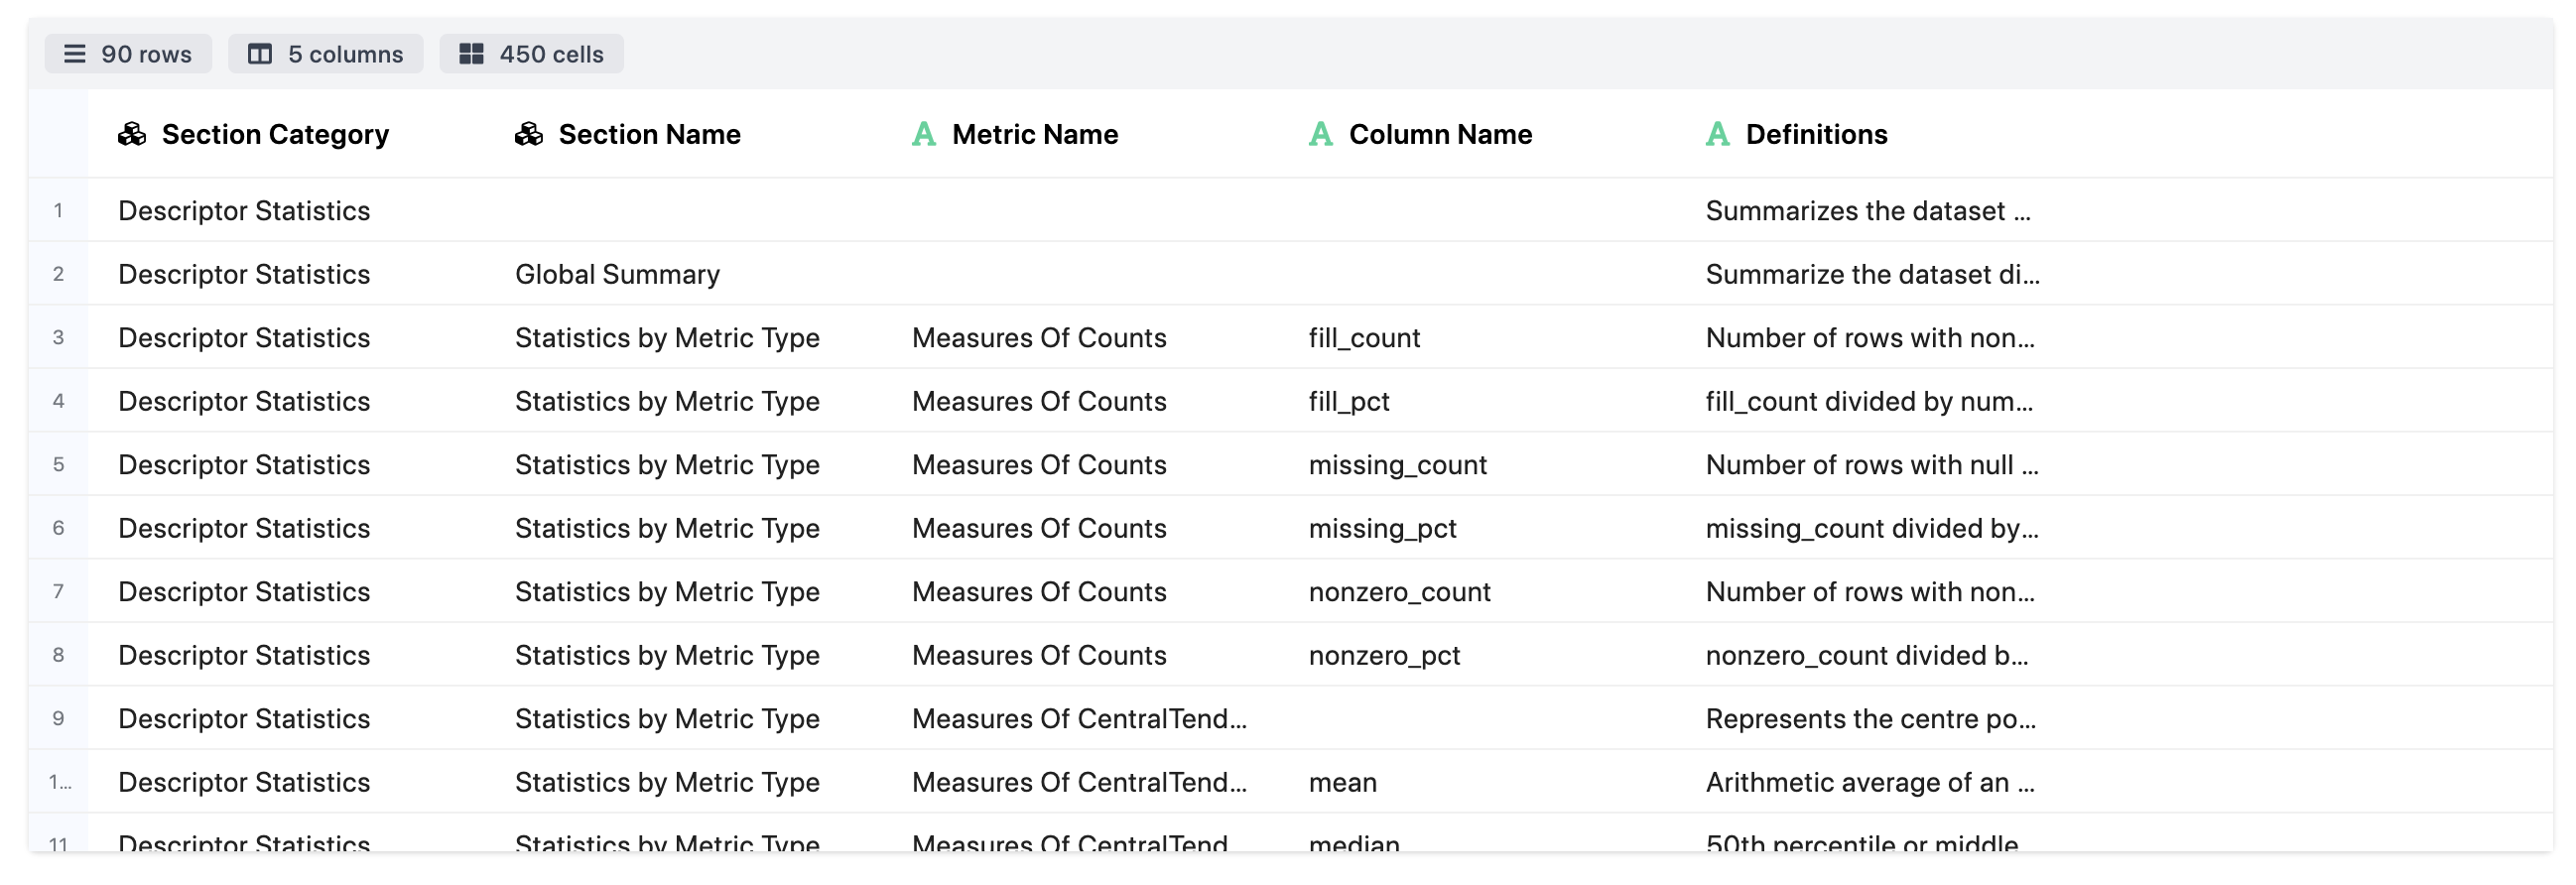 90 rows 5 columns 450 cells
Section Category Section Name Metric Name Column Name Definitions
1 Descriptor Statistics Summarizes the dataset ...
2 Descriptor Statistics Global Summary Summarize the dataset di...
3 Descriptor Statistics Statistics by Metric Type Measures Of Counts fill_count Number of rows with non...
4 Descriptor Statistics Statistics by Metric Type Measures Of Counts fill_pct fill_count divided by num...
5 Descriptor Statistics Statistics by Metric Type Measures Of Counts missing_count Number of rows with null ...
6 Descriptor Statistics Statistics by Metric Type Measures Of Counts missing_pct missing_count divided by...
7 Descriptor Statistics Statistics by Metric Type Measures Of Counts nonzero_count Number of rows with non...
8 Descriptor Statistics Statistics by Metric Type Measures Of Counts nonzero_pct nonzero_count divided b...
9 Descriptor Statistics Statistics by Metric Type Measures Of CentralTend... Represents the centre po...
1... Descriptor Statistics Statistics by Metric Type Measures Of CentralTend... mean Arithmetic average of an ...
11 Descriptor Statistics Statistics by Metric Type Measures Of CentralTend median 50th percentile or middle